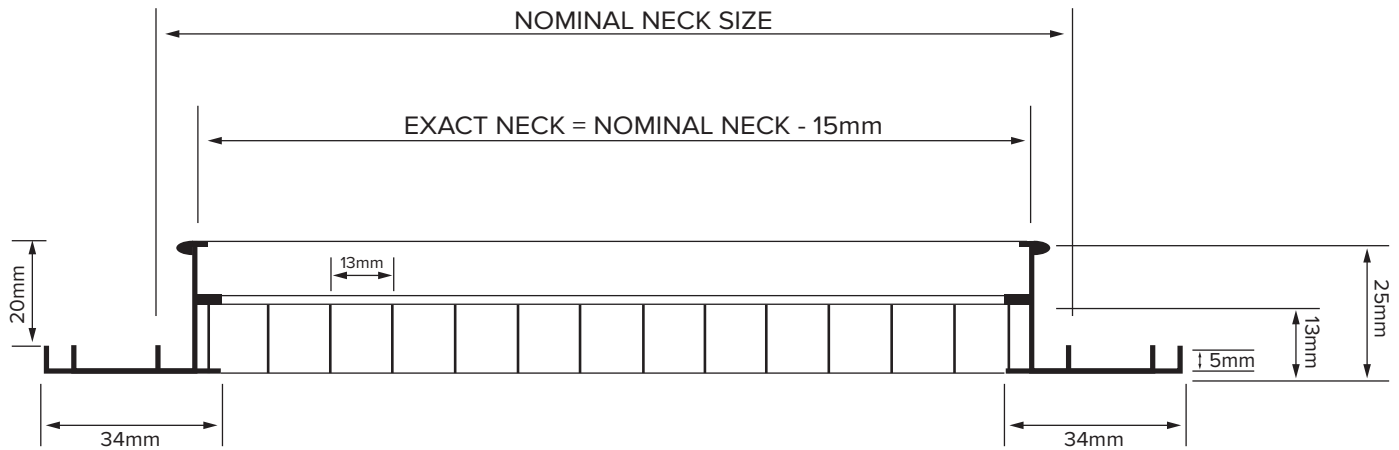 NOMINAL NECK SIZE
EXACT NECK = NOMINAL NECK - 15mm
20mm
13mm
25mm
13mm
5mm
34mm
34mm